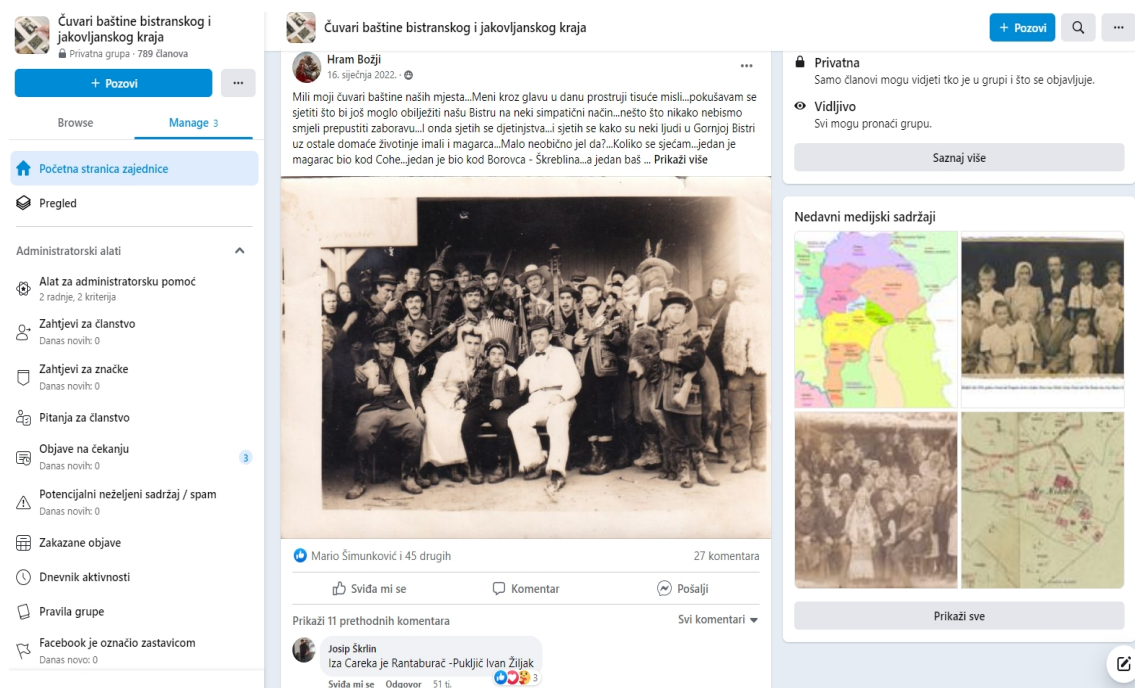 Čuvari baštine bistranskog i
jakovljanskog kraja
Privatna grupa · 789 članova
+ Pozovi
Browse
Manage 3
Početna stranica zajednice
Pregled
Administratorski alati
Alat za administratorsku pomoć
2 radnje, 2 kriterija
Zahtjevi za članstvo
Danas novih: 0
Zahtjevi za značke
Danas novih: 0
Pitanja za članstvo
Objave na čekanju
Danas novih: 0
3
Potencijalni neželjeni sadržaj / spam
Danas novih: 0
Zakazane objave
Dnevnik aktivnosti
Pravila grupe
Facebook je označio zastavicom
Danas novo: 0
Čuvari baštine bistranskog i jakovljanskog kraja
+ Pozovi
Hram Božji
16. siječnja 2022. ·
Mili moji čuvari baštine naših mjesta...Meni kroz glavu u danu prostruji tisuće misli...pokušavam se
sjetiti što bi još moglo obilježiti našu Bistru na neki simpatični način...nešto što nikako nebismo
smjeli prepustiti zaboravu...I onda sjetih se djetinjstva...i sjetih se kako su neki ljudi u Gornjoj Bistri
uz ostale domaće životinje imali i magarca...Malo neobično jel da?...Koliko se sjećam...jedan je
magarac bio kod Cohe...jedan je bio kod Borovca - Škreblina...a jedan baš ... Prikaži više
Mario Šimunković i 45 drugih
27 komentara
Sviđa mi se
Komentar
Pošalji
Prikaži 11 prethodnih komentara
Svi komentari
Josip Škrlin
Iza Careka je Rantaburač -Pukljič Ivan Žiljak
3
Sviđa mi se Odgovor 51 tj.
Privatna
Samo članovi mogu vidjeti tko je u grupi i što se objavljuje.
Vidljivo
Svi mogu pronaći grupu.
Saznaj više
Nedavni medijski sadržaji
Prikaži sve